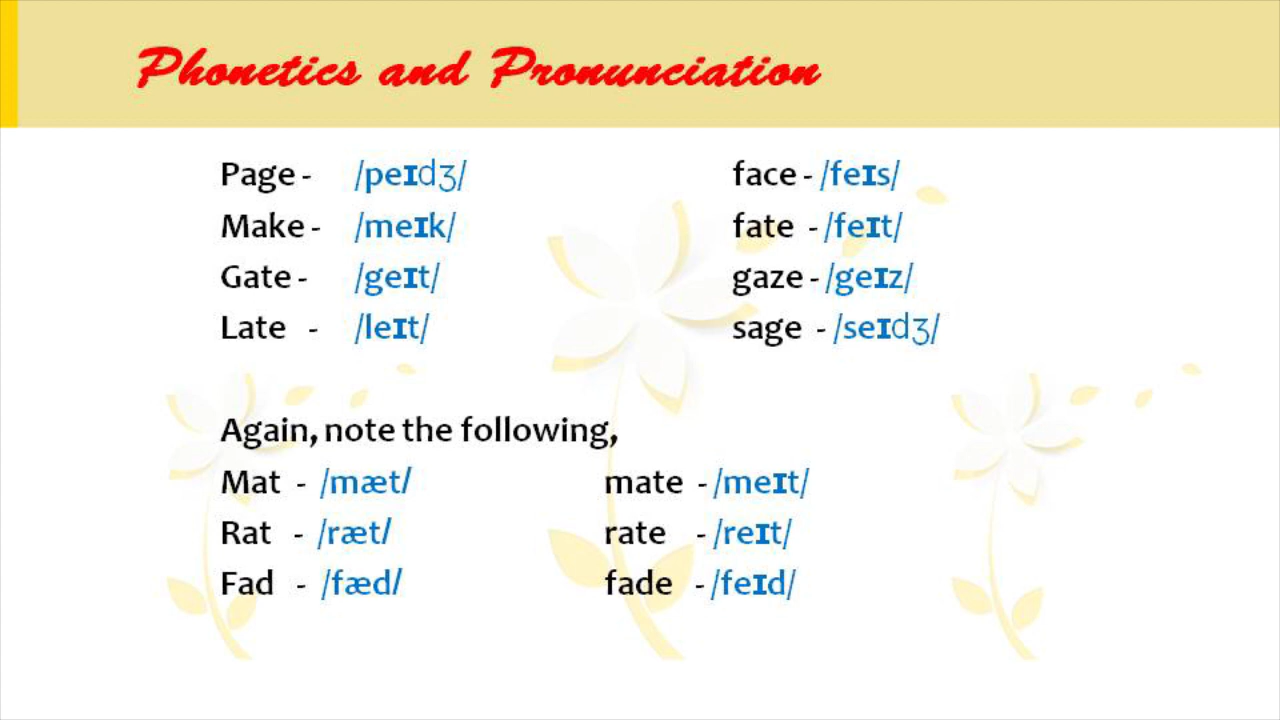 Phonetics and Pronunciation
Page - /peɪdʒ/ face - /feɪs/
Make - /meɪk/ fate - /feɪt/
Gate - /geɪt/ gaze - /geɪz/
Late - /leɪt/ sage - /seɪdʒ/
Again, note the following,
Mat - /mæt/ mate - /meɪt/
Rat - /ræt/ rate - /reɪt/
Fad - /fæd/ fade - /feɪd/